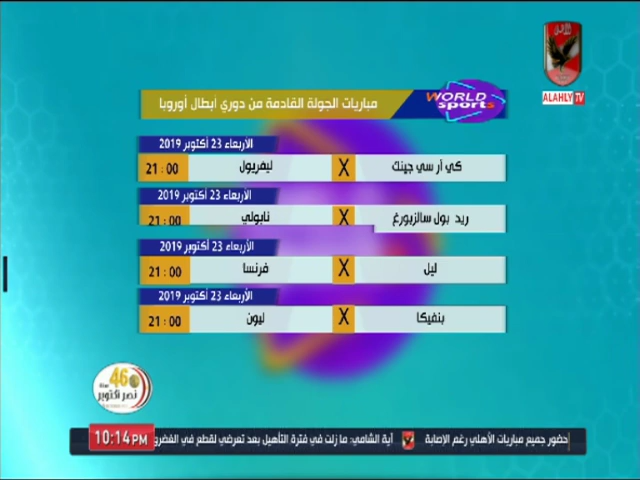 ALAHLY TV
WORLD
sports
مباريات الجولة القادمة من دوري أبطال أوروبا
الأربعاء 23 أكتوبر 2019
كي آر سي جينك X ليفربول 21:00
الأربعاء 23 أكتوبر 2019
ريد بول سالزبورغ X نابولي 21:00
الأربعاء 23 أكتوبر 2019
ليل X فرنسا 21:00
الأربعاء 23 أكتوبر 2019
بنفيكا X ليون 21:00
46 سنة
نصر أكتوبر
حضور جميع مباريات الأهلي رغم الإصابة آية الشامي: ما زلت في فترة التأهيل بعد تعرضي لقطع في الغضرو
10:14 PM